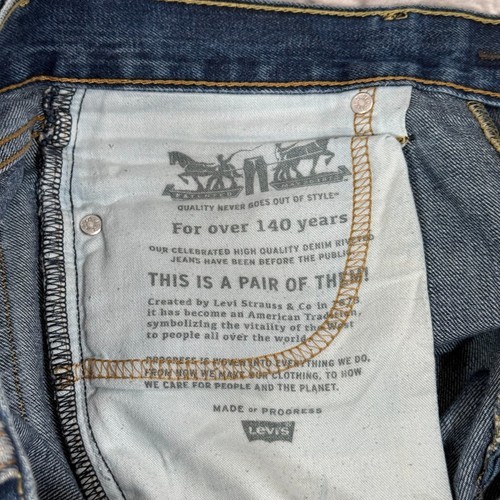 QUALITY NEVER GOES OUT OF STYLE™
For over 140 years
OUR CELEBRATED HIGH QUALITY DENIM RIVETED
JEANS HAVE BEEN BEFORE THE PUBLIC
THIS IS A PAIR OF THEM!
Created by Levi Strauss & Co in 1873
it has become an American Tradition,
symbolizing the vitality of the West
to people all over the world.
PROGRESS IS WOVEN INTO EVERYTHING WE DO,
FROM HOW WE MAKE OUR CLOTHING, TO HOW
WE CARE FOR PEOPLE AND THE PLANET.
MADE OF PROGRESS
Levi's